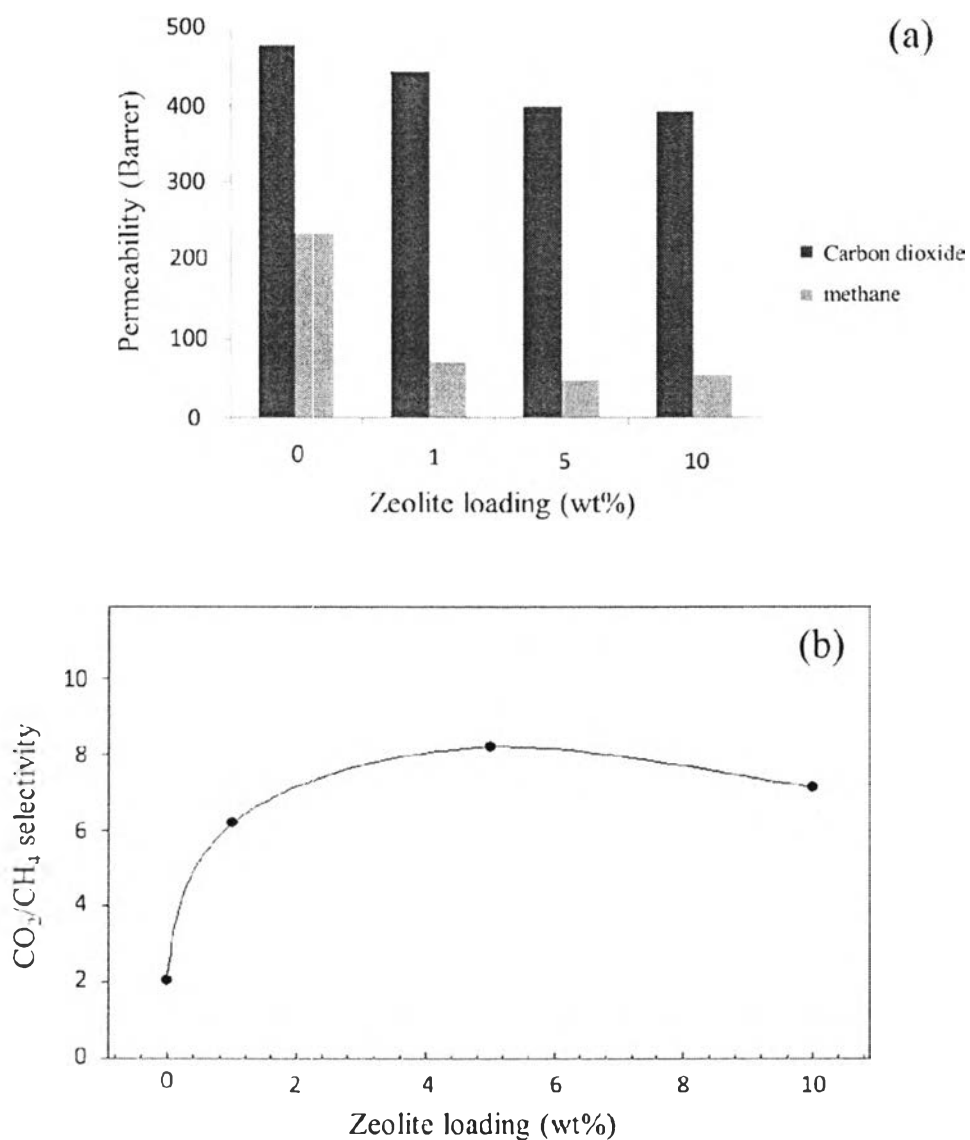 (a)
500
400
300
200
100
0
Permeability (Barrer)
Carbon dioxide
methane
0 1 5 10
Zeolite loading (wt%)
(b)
10
8
6
4
2
0
CO₂/CH₄ selectivity
0 2 4 6 8 10
Zeolite loading (wt%)